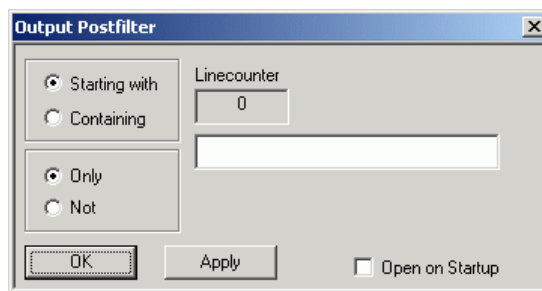 Output Postfilter
Starting with
Containing
Linecounter
0
Only
Not
OK
Apply
Open on Startup